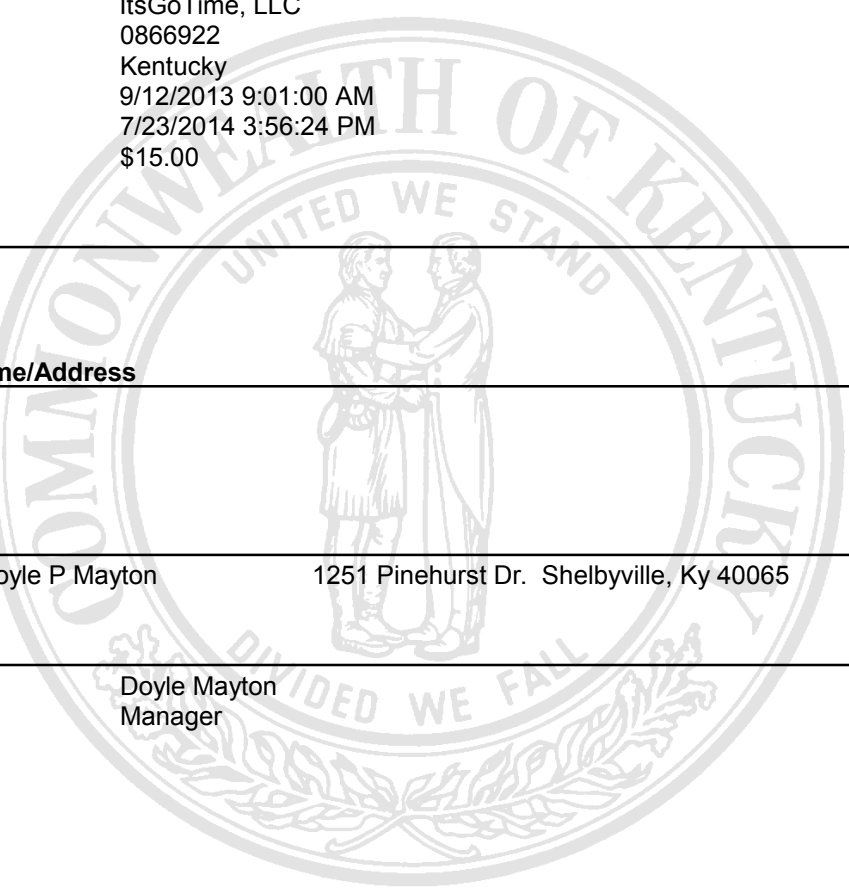 ItsGoTime, LLC
0866922
Kentucky
9/12/2013 9:01:00 AM
7/23/2014 3:56:24 PM
$15.00
COMMONWEALTH OF KENTUCKY
UNITED WE STAND
me/Address
oyle P Mayton 1251 Pinehurst Dr. Shelbyville, Ky 40065
DIVIDED WE FALL
Doyle Mayton
Manager